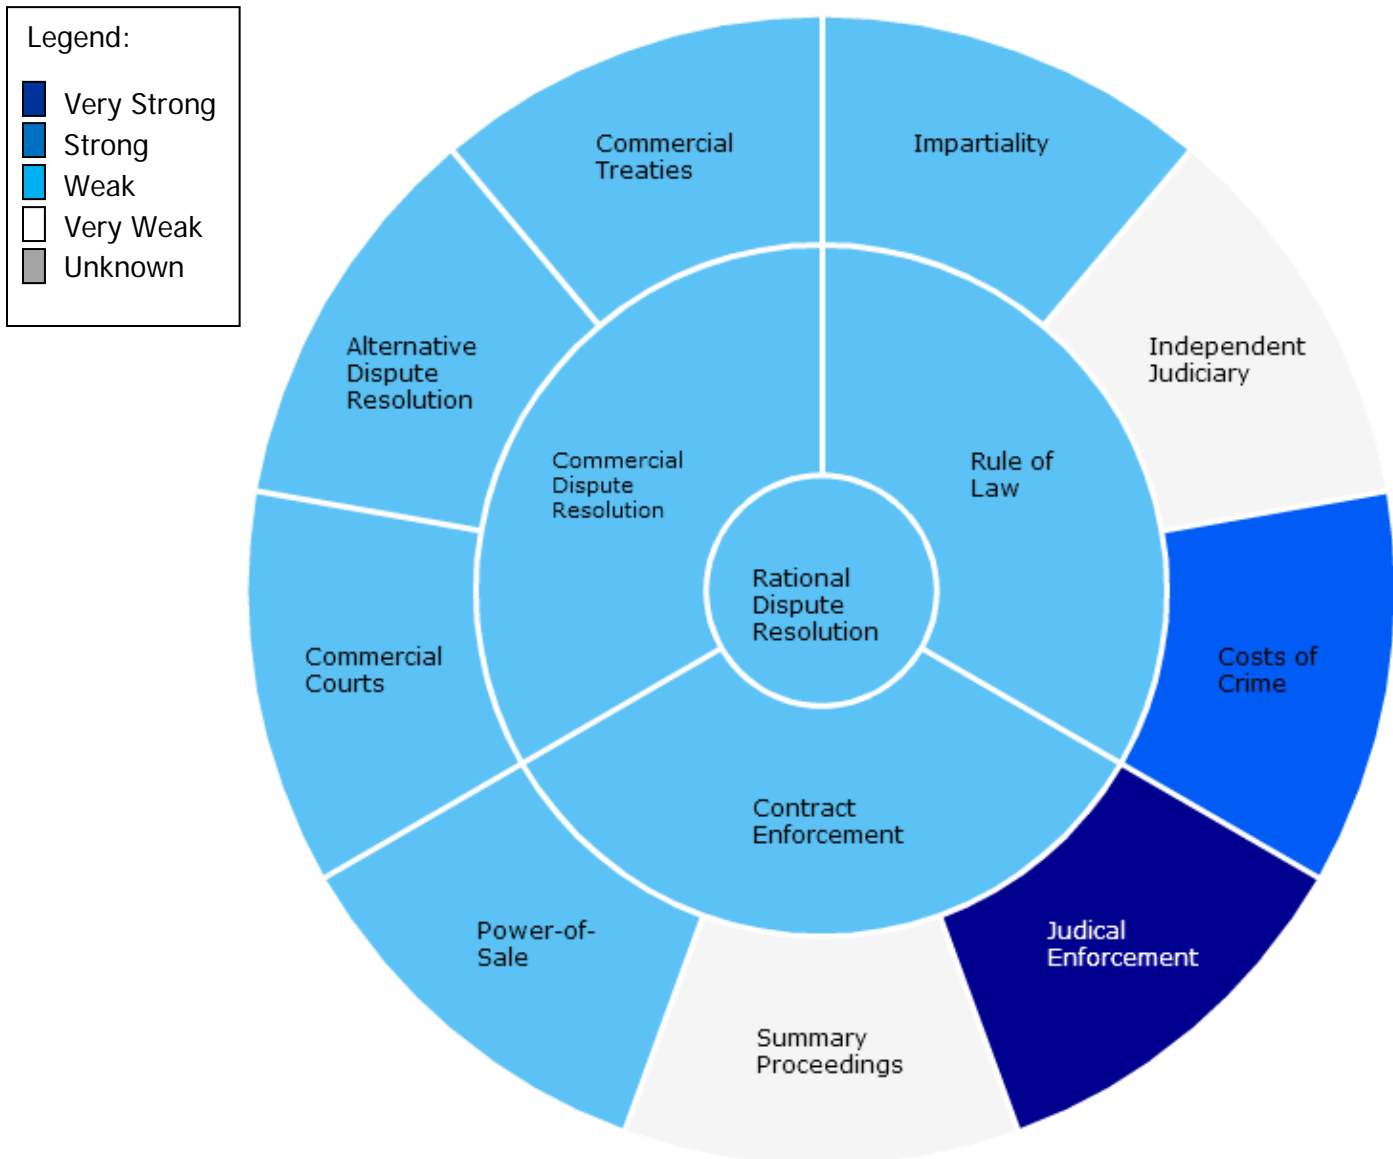 Legend:
Very Strong
Strong
Weak
Very Weak
Unknown
Commercial
Treaties
Impartiality
Alternative
Dispute
Resolution
Independent
Judiciary
Commercial
Dispute
Resolution
Rule of
Law
Rational
Dispute
Resolution
Commercial
Courts
Costs of
Crime
Contract
Enforcement
Power-of-
Sale
Judical
Enforcement
Summary
Proceedings